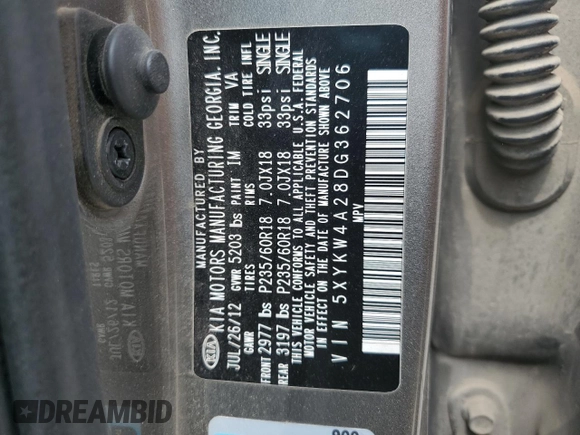 MANUFACTURED BY
KIA KIA MOTORS MANUFACTURING GEORGIA, INC.
JUL/26/12 GVWR 5203 lbs PAINT IM TRIM VA
GAWR TIRES RIMS COLD TIRE INFL
FRONT 2977 lbs P235/60R18 7.0JX18 33psi SINGLE
REAR 3197 lbs P235/60R18 7.0JX18 33psi SINGLE
THIS VEHICLE CONFORMS TO ALL APPLICABLE U.S.A. FEDERAL
MOTOR VEHICLE SAFETY AND THEFT PREVENTION STANDARDS
IN EFFECT ON THE DATE OF MANUFACTURE SHOWN ABOVE
VIN 5XYKW4A28DG362706
MPV
DREAMBID